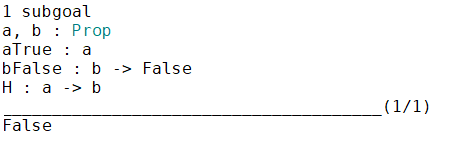 1 subgoal
a, b : Prop
aTrue : a
bFalse : b -> False
H : a -> b
______________________________________(1/1)
False